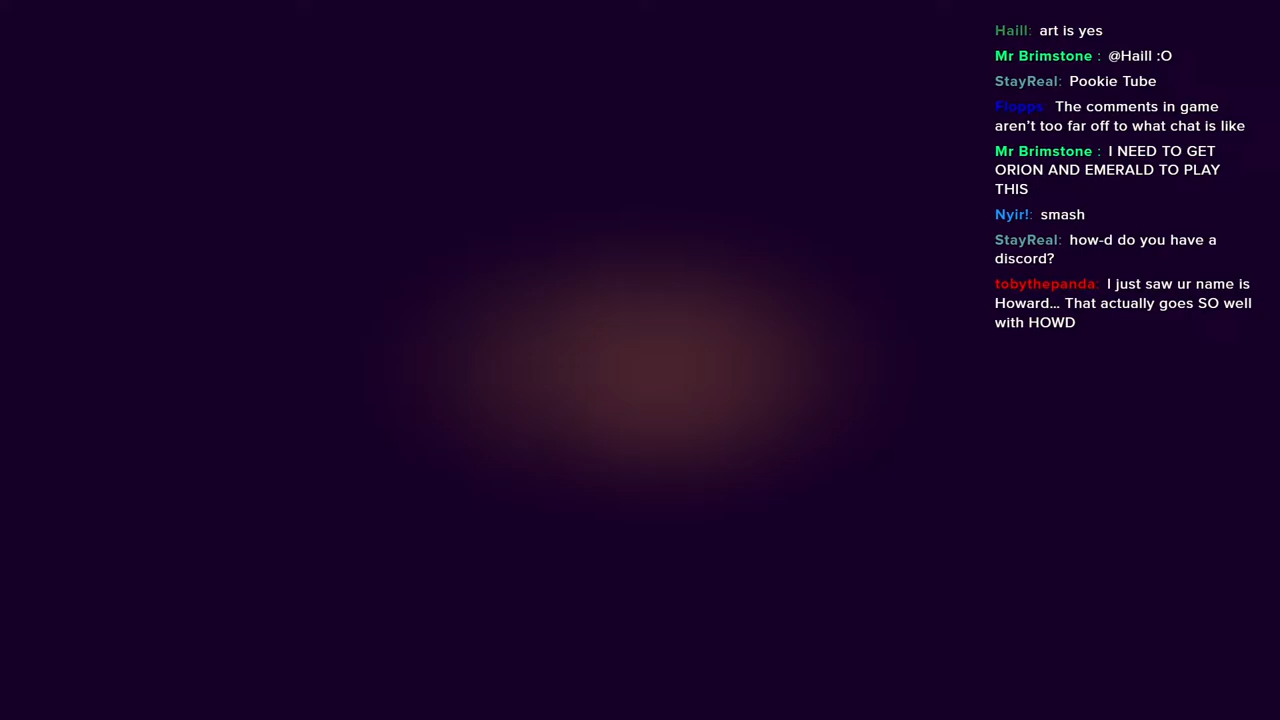 Haill: art is yes
Mr Brimstone : @Haill :O
StayReal: Pookie Tube
Flopps: The comments in game
aren't too far off to what chat is like
Mr Brimstone : I NEED TO GET
ORION AND EMERALD TO PLAY
THIS
Nyir!: smash
StayReal: how-d do you have a
discord?
tobythepanda: I just saw ur name is
Howard... That actually goes SO well
with HOWD